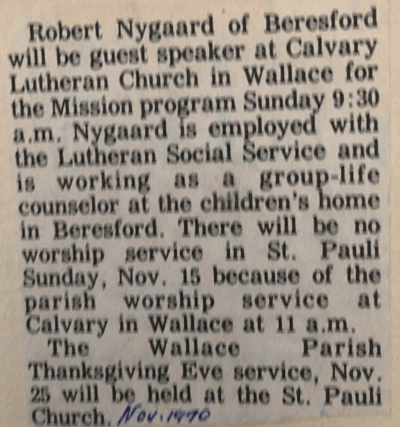 Robert Nygaard of Beresford
will be guest speaker at Calvary
Lutheran Church in Wallace for
the Mission program Sunday 9:30
a.m. Nygaard is employed with
the Lutheran Social Service and
is working as a group-life
counselor at the children's home
in Beresford. There will be no
worship service in St. Pauli
Sunday, Nov. 15 because of the
parish worship service at
Calvary in Wallace at 11 a.m.
The Wallace Parish
Thanksgiving Eve service, Nov.
25 will be held at the St. Pauli
Church. Nov. 1970